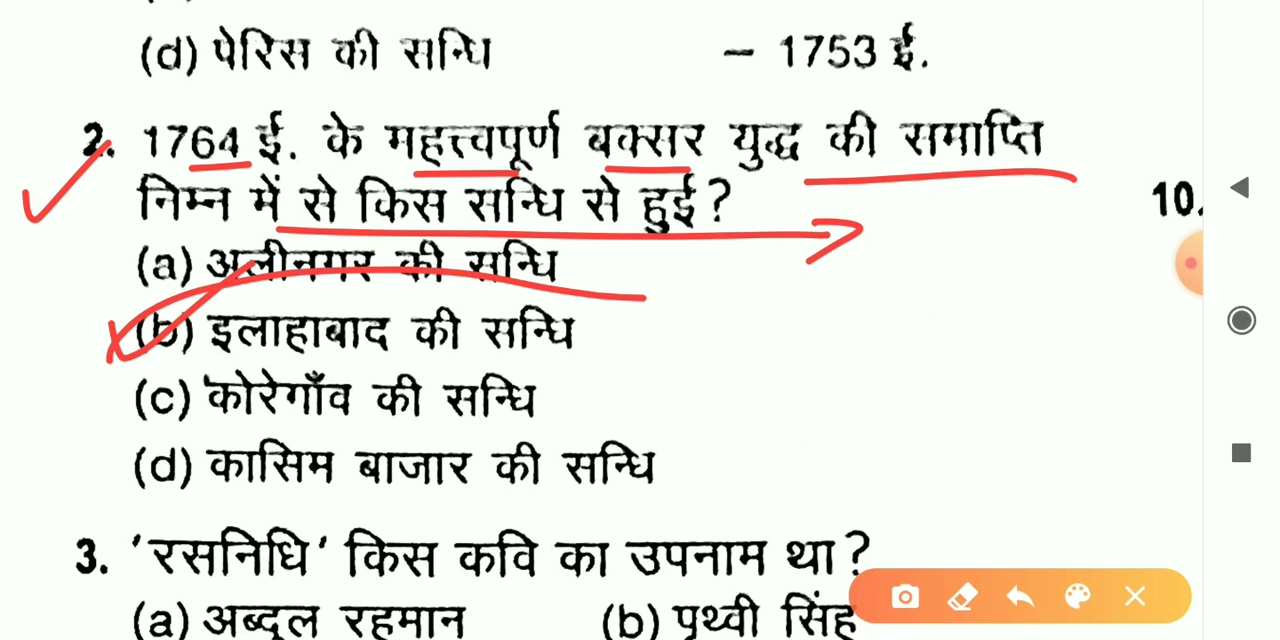 (d) पेरिस की सन्धि – 1753 ई.
2. 1764 ई. के महत्त्वपूर्ण बक्सर युद्ध की समाप्ति
निम्न में से किस सन्धि से हुई?
10.
(a) अलीनगर की सन्धि
(b) इलाहाबाद की सन्धि
(c) कोरेगाँव की सन्धि
(d) कासिम बाजार की सन्धि
3. 'रसनिधि' किस कवि का उपनाम था?
(a) अब्दुल रहमान (b) पृथ्वी सिंह